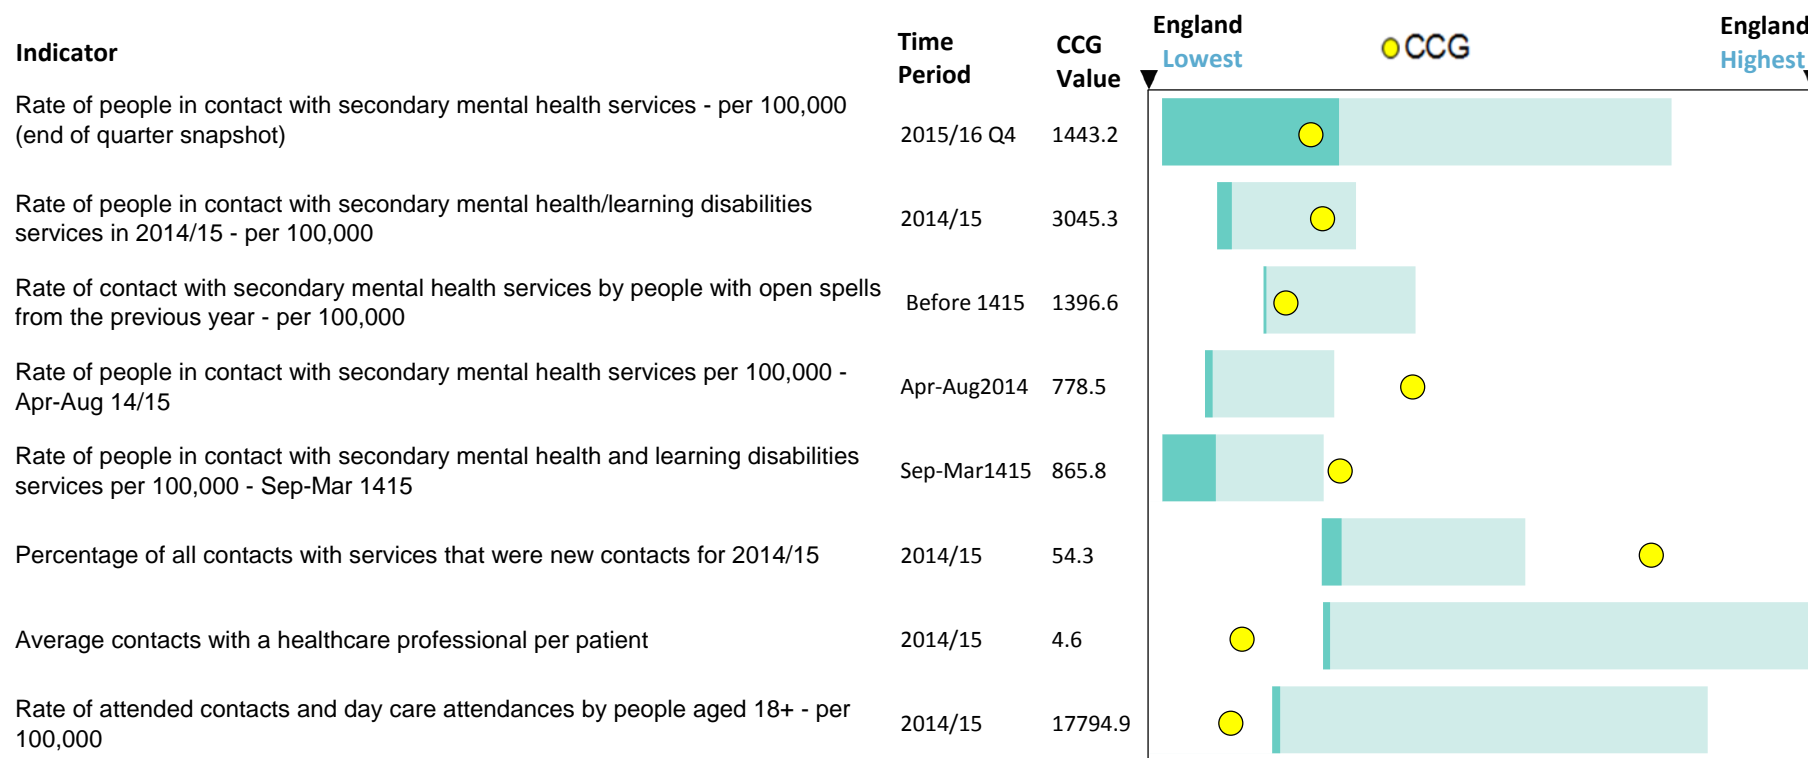 Indicator
Time Period
CCG Value
England Lowest
CCG
England Highest
Rate of people in contact with secondary mental health services - per 100,000
(end of quarter snapshot)
2015/16 Q4 1443.2
Rate of people in contact with secondary mental health/learning disabilities
services in 2014/15 - per 100,000
2014/15 3045.3
Rate of contact with secondary mental health services by people with open spells
from the previous year - per 100,000
Before 1415 1396.6
Rate of people in contact with secondary mental health services per 100,000 -
Apr-Aug 14/15
Apr-Aug2014 778.5
Rate of people in contact with secondary mental health and learning disabilities
services per 100,000 - Sep-Mar 1415
Sep-Mar1415 865.8
Percentage of all contacts with services that were new contacts for 2014/15 2014/15 54.3
Average contacts with a healthcare professional per patient 2014/15 4.6
Rate of attended contacts and day care attendances by people aged 18+ - per
100,000
2014/15 17794.9